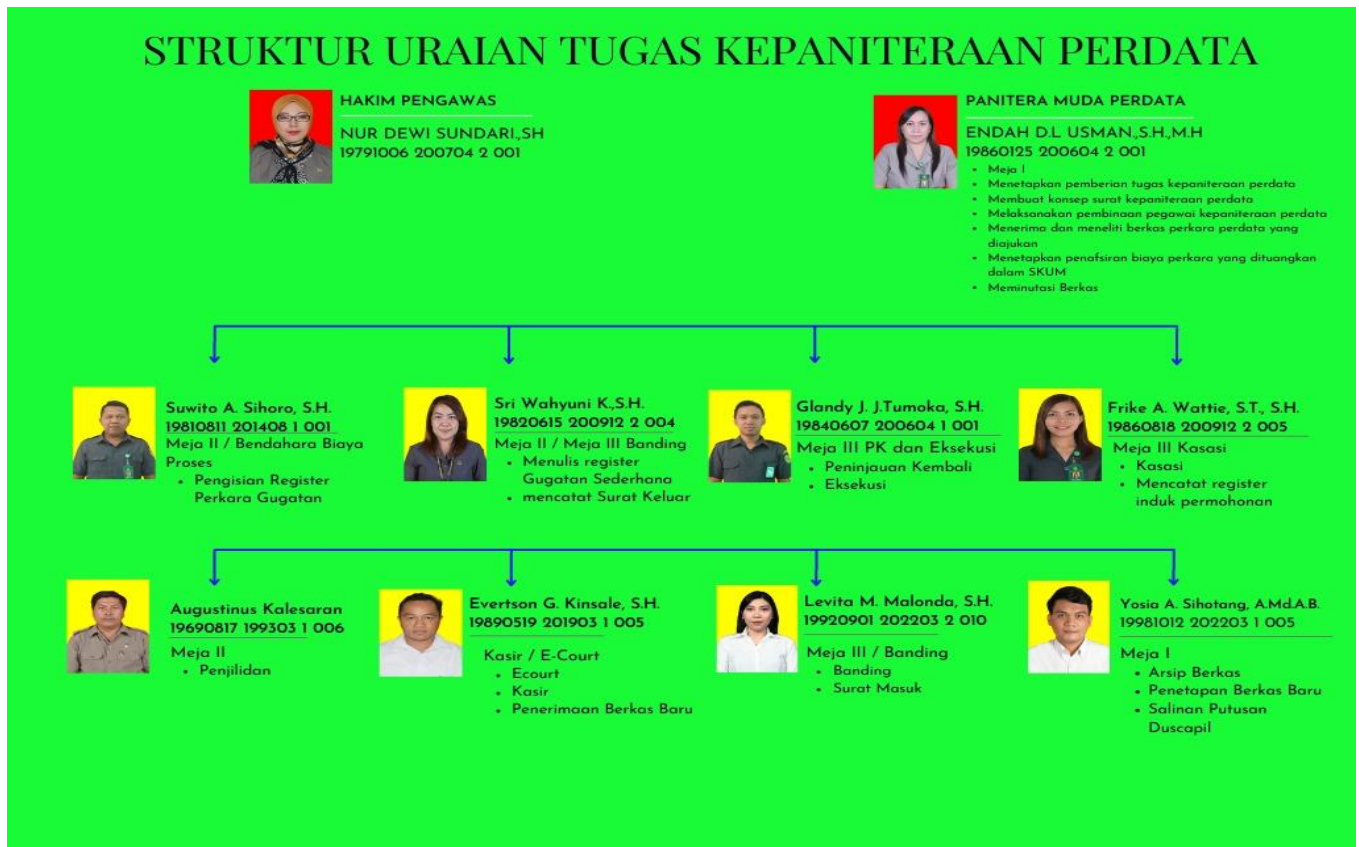 STRUKTUR URAIAN TUGAS KEPANITERAAN PERDATA
HAKIM PENGAWAS
NUR DEWI SUNDARI.,SH
19791006 200704 2 001
PANITERA MUDA PERDATA
ENDAH D.L USMAN.,S.H.,M.H
19860125 200604 2 001
• Meja I
• Menetapkan pemberian tugas kepaniteraan perdata
• Membuat konsep surat kepaniteraan perdata
• Melaksanakan pembinaan pegawai kepaniteraan perdata
• Menerima dan meneliti berkas perkara perdata yang
diajukan
• Menetapkan penafsiran biaya perkara yang dituangkan
dalam SKUM
• Meminutasi Berkas
Suwito A. Sihoro, S.H.
19810811 201408 1 001
Meja II / Bendahara Biaya
Proses
• Pengisian Register
Perkara Gugatan
Sri Wahyuni K.,S.H.
19820615 200912 2 004
Meja II / Meja III Banding
• Menulis register
Gugatan Sederhana
• mencatat Surat Keluar
Glandy J. J.Tumoka, S.H.
19840607 200604 1 001
Meja III PK dan Eksekusi
• Peninjauan Kembali
• Eksekusi
Frike A. Wattie, S.T., S.H.
19860818 200912 2 005
Meja III Kasasi
• Kasasi
• Mencatat register
induk permohonan
Augustinus Kalesaran
19690817 199303 1 006
Meja II
• Penjilidan
Evertson G. Kinsale, S.H.
19890519 201903 1 005
Kasir / E-Court
• Ecourt
• Kasir
• Penerimaan Berkas Baru
Levita M. Malonda, S.H.
19920901 202203 2 010
Meja III / Banding
• Banding
• Surat Masuk
Yosia A. Sihotang, A.Md.A.B.
19981012 202203 1 005
Meja I
• Arsip Berkas
• Penetapan Berkas Baru
• Salinan Putusan
Duscapil